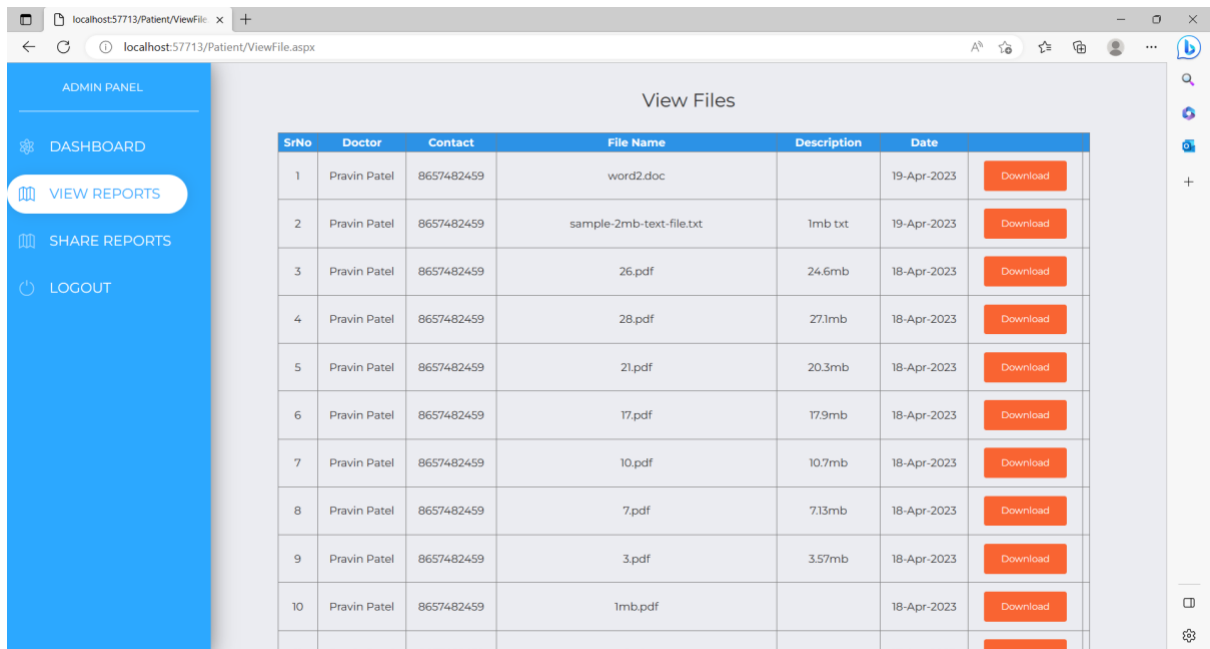 localhost:57713/Patient/ViewFile.
localhost:57713/Patient/ViewFile.aspx
ADMIN PANEL
DASHBOARD
VIEW REPORTS
SHARE REPORTS
LOGOUT
View Files
SrNo Doctor Contact File Name Description Date
1 Pravin Patel 8657482459 word2.doc 19-Apr-2023 Download
2 Pravin Patel 8657482459 sample-2mb-text-file.txt 1mb txt 19-Apr-2023 Download
3 Pravin Patel 8657482459 26.pdf 24.6mb 18-Apr-2023 Download
4 Pravin Patel 8657482459 28.pdf 27.1mb 18-Apr-2023 Download
5 Pravin Patel 8657482459 21.pdf 20.3mb 18-Apr-2023 Download
6 Pravin Patel 8657482459 17.pdf 17.9mb 18-Apr-2023 Download
7 Pravin Patel 8657482459 10.pdf 10.7mb 18-Apr-2023 Download
8 Pravin Patel 8657482459 7.pdf 7.13mb 18-Apr-2023 Download
9 Pravin Patel 8657482459 3.pdf 3.57mb 18-Apr-2023 Download
10 Pravin Patel 8657482459 1mb.pdf 18-Apr-2023 Download